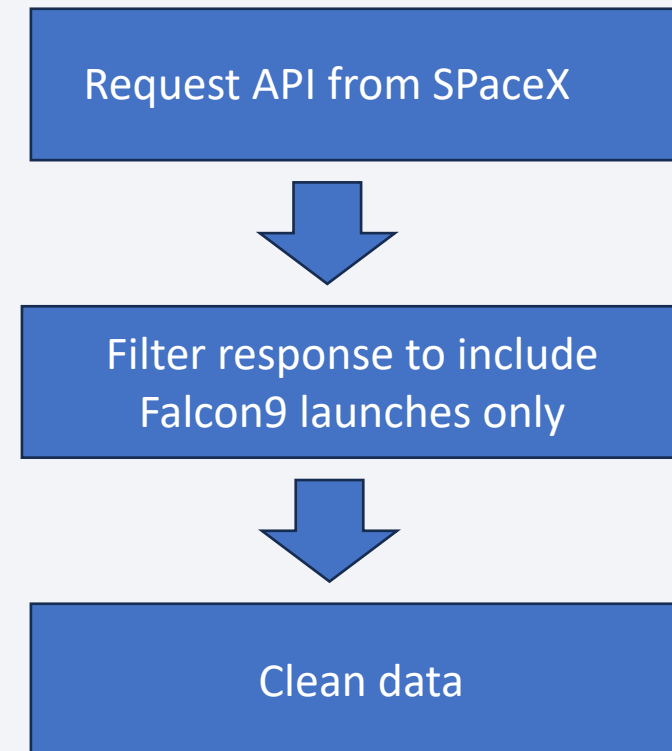 Request API from SPaceX
Filter response to include
Falcon9 launches only
Clean data